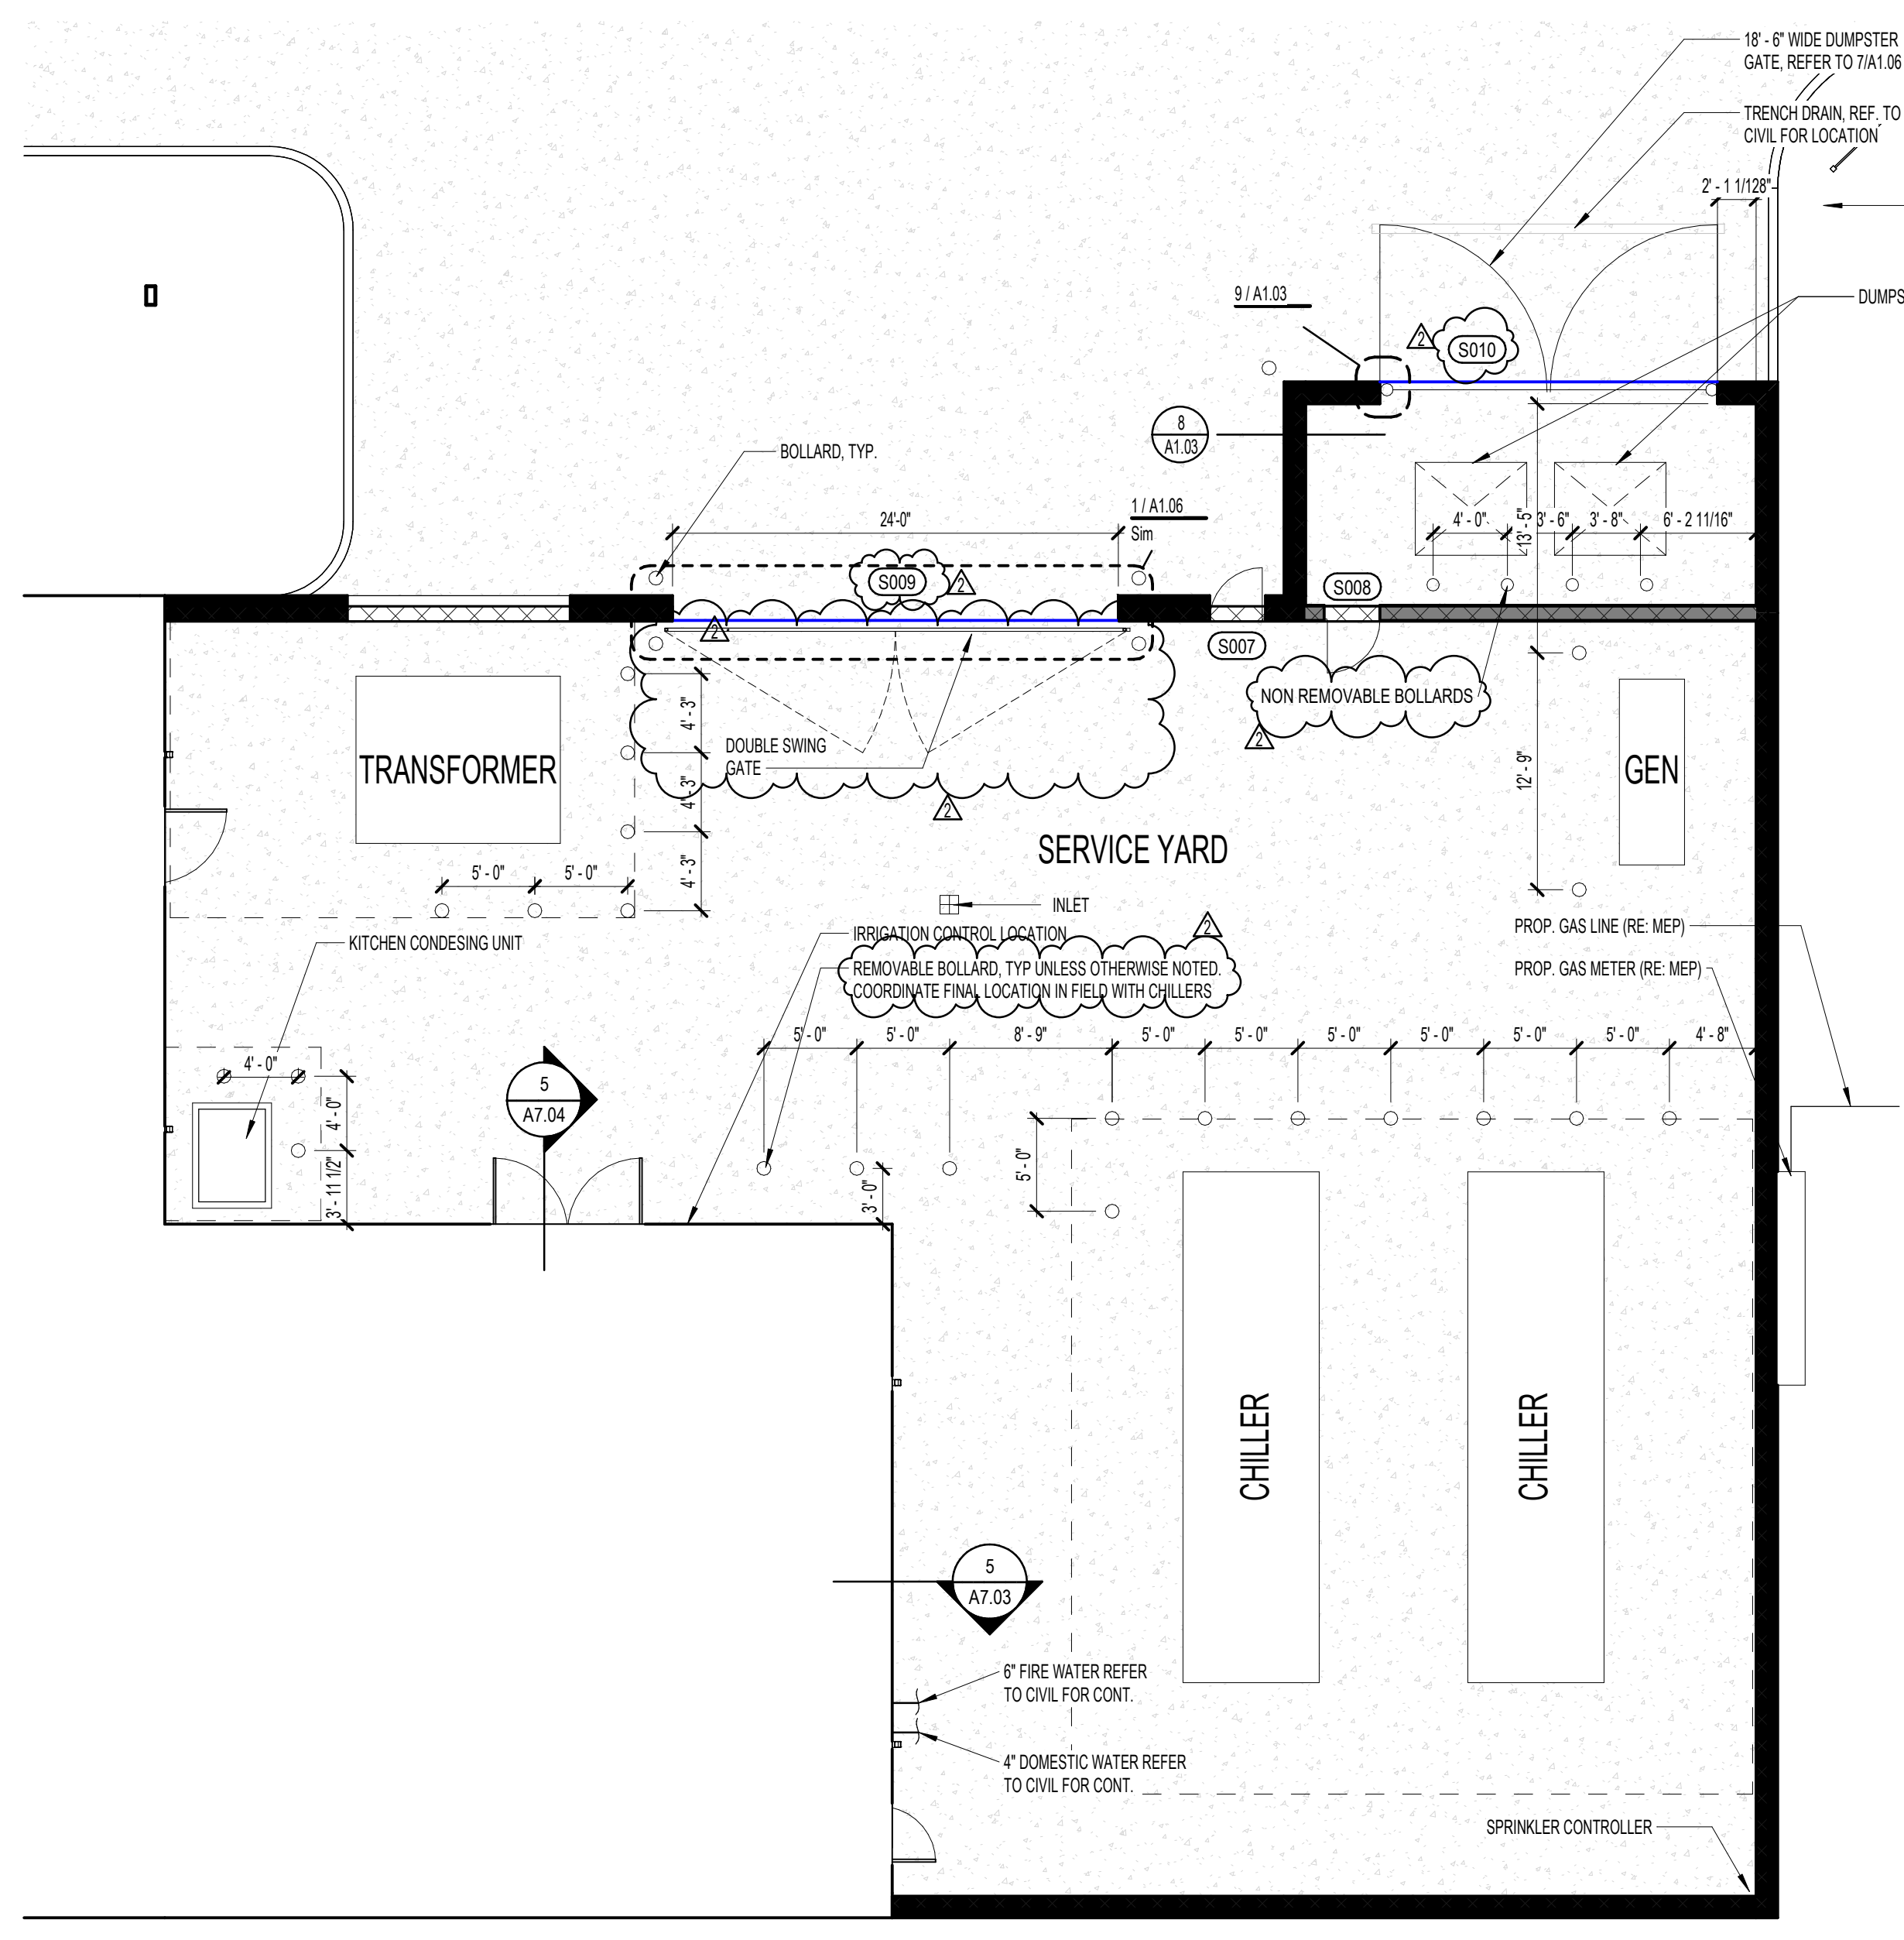 18' - 6" WIDE DUMPSTER
GATE, REFER TO 7/A1.06
TRENCH DRAIN, REF. TO
CIVIL FOR LOCATION
2' - 1 1/128"
9 / A1.03
2
S010
DUMPS
8
A1.03
BOLLARD, TYP.
1 / A1.06
Sim
24'-0"
4' - 0"
13' - 5"
3' - 6"
3' - 8"
6' - 2 11/16"
S009
2
S008
2
S007
NON REMOVABLE BOLLARDS
2
4' - 3"
DOUBLE SWING
GATE
TRANSFORMER
GEN
12' - 9"
4' - 3"
2
SERVICE YARD
4' - 3"
5' - 0"
5' - 0"
INLET
KITCHEN CONDESING UNIT
IRRIGATION CONTROL LOCATION
2
PROP. GAS LINE (RE: MEP)
REMOVABLE BOLLARD, TYP UNLESS OTHERWISE NOTED.
COORDINATE FINAL LOCATION IN FIELD WITH CHILLERS
PROP. GAS METER (RE: MEP)
5' - 0"
5' - 0"
8' - 9"
5' - 0"
5' - 0"
5' - 0"
5' - 0"
5' - 0"
5' - 0"
4' - 8"
4' - 0"
4' - 0"
5
A7.04
3' - 11 1/2"
3' - 0"
5' - 0"
CHILLER
CHILLER
5
A7.03
6" FIRE WATER REFER
TO CIVIL FOR CONT.
4" DOMESTIC WATER REFER
TO CIVIL FOR CONT.
SPRINKLER CONTROLLER